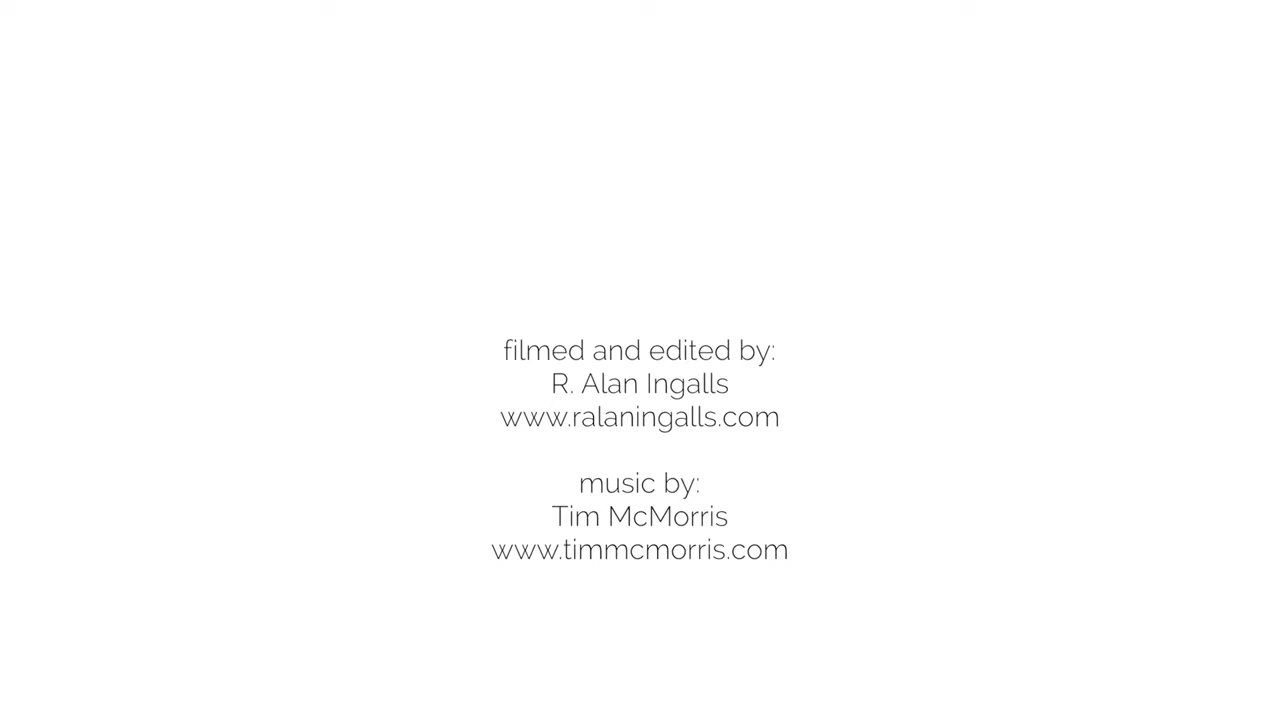 filmed and edited by:
R. Alan Ingalls
www.ralaningalls.com
music by:
Tim McMorris
www.timmcmorris.com